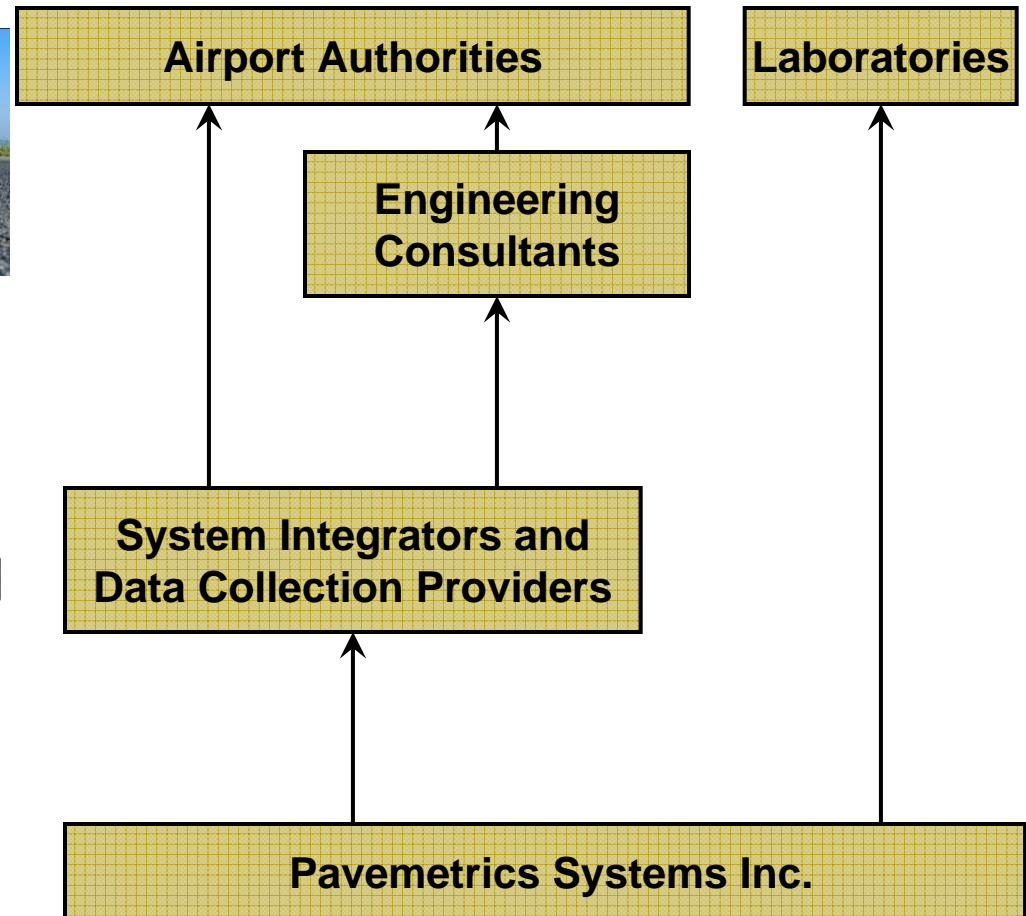 Airport Authorities
Laboratories
Engineering
Consultants
System Integrators and
Data Collection Providers
Pavemetrics Systems Inc.